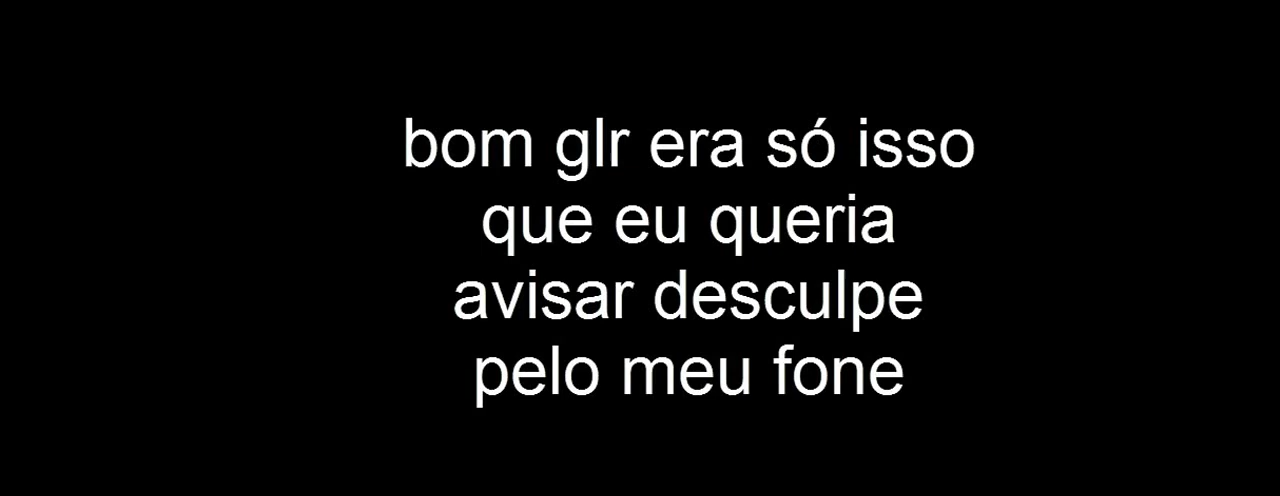 bom glr era só isso
que eu queria
avisar desculpe
pelo meu fone